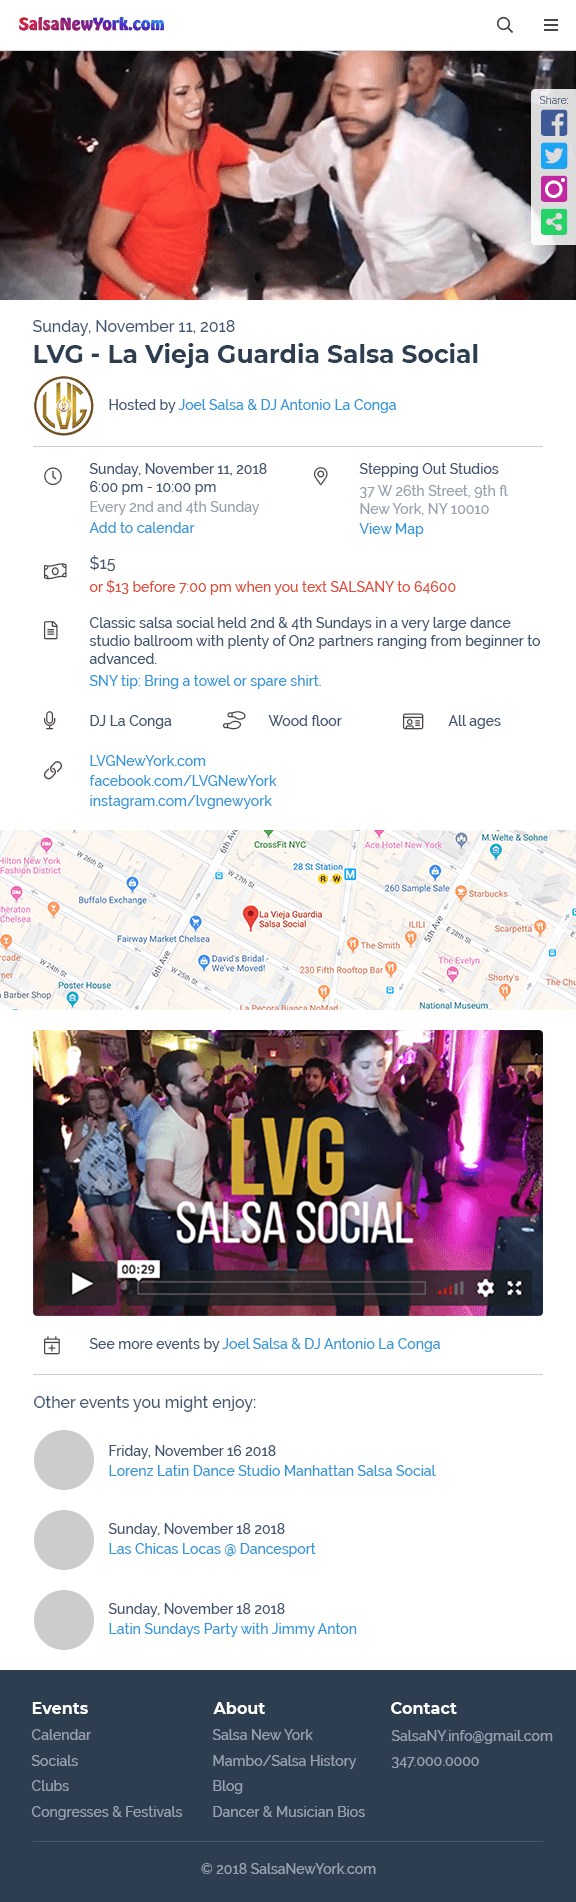 SalsaNewYork.com
Share:
Sunday, November 11, 2018
LVG - La Vieja Guardia Salsa Social
LVG
Hosted by Joel Salsa & DJ Antonio La Conga
Sunday, November 11, 2018
6:00 pm - 10:00 pm
Every 2nd and 4th Sunday
Add to calendar
Stepping Out Studios
37 W 26th Street, 9th fl
New York, NY 10010
View Map
$15
or $13 before 7:00 pm when you text SALSANY to 64600
Classic salsa social held 2nd & 4th Sundays in a very large dance
studio ballroom with plenty of On2 partners ranging from beginner to
advanced.
SNY tip: Bring a towel or spare shirt.
DJ La Conga
Wood floor
All ages
LVGNewYork.com
facebook.com/LVGNewYork
instagram.com/lvgnewyork
6th Ave
CrossFit NYC
Ace Hotel New York
M.Welte & Sohne
Hilton New York
Fashion District
W 26th St
28 St Station
R W
M
W 27th St
Buffalo Exchange
260 Sample Sale
Starbucks
Sheraton
Chelsea
La Vieja Guardia
Salsa Social
Fairway Market Chelsea
ILILI
5th Ave
E 28th St
Scarpetta
The Smith
6th Ave
David's Bridal -
We've Moved!
W 25th St
230 Fifth Rooftop Bar
The Evelyn
W 24th St
Poster House
Shorty's
The Chu
Barber Shop
La Pecora Bianca NoMad
National Museum
LVG
SALSA SOCIAL
00:29
See more events by Joel Salsa & DJ Antonio La Conga
Other events you might enjoy:
Friday, November 16 2018
Lorenz Latin Dance Studio Manhattan Salsa Social
Sunday, November 18 2018
Las Chicas Locas @ Dancesport
Sunday, November 18 2018
Latin Sundays Party with Jimmy Anton
Events
Calendar
Socials
Clubs
Congresses & Festivals
About
Salsa New York
Mambo/Salsa History
Blog
Dancer & Musician Bios
Contact
SalsaNY.info@gmail.com
347.000.0000
© 2018 SalsaNewYork.com